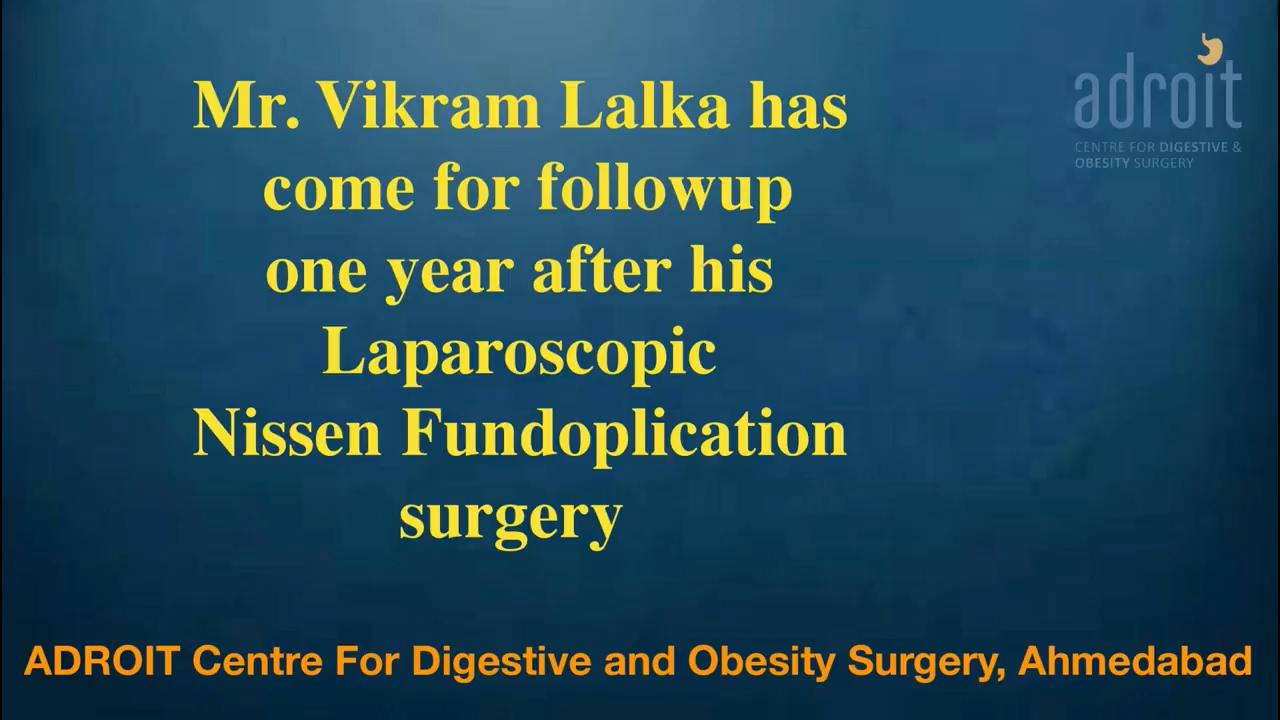 Mr. Vikram Lalka has
come for followup
one year after his
Laparoscopic
Nissen Fundoplication
surgery
adroit
CENTRE FOR DIGESTIVE &
OBESITY SURGERY
ADROIT Centre For Digestive and Obesity Surgery, Ahmedabad